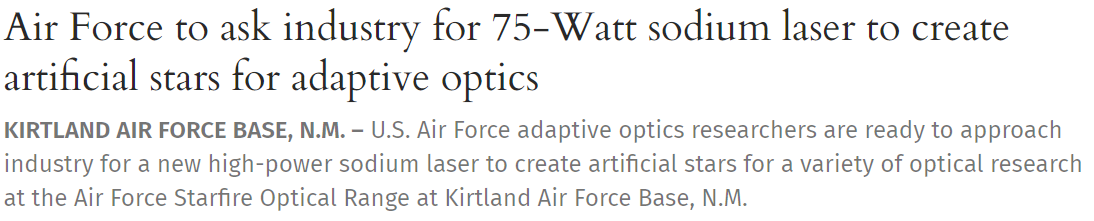 Air Force to ask industry for 75-Watt sodium laser to create
artificial stars for adaptive optics
KIRTLAND AIR FORCE BASE, N.M. – U.S. Air Force adaptive optics researchers are ready to approach
industry for a new high-power sodium laser to create artificial stars for a variety of optical research
at the Air Force Starfire Optical Range at Kirtland Air Force Base, N.M.